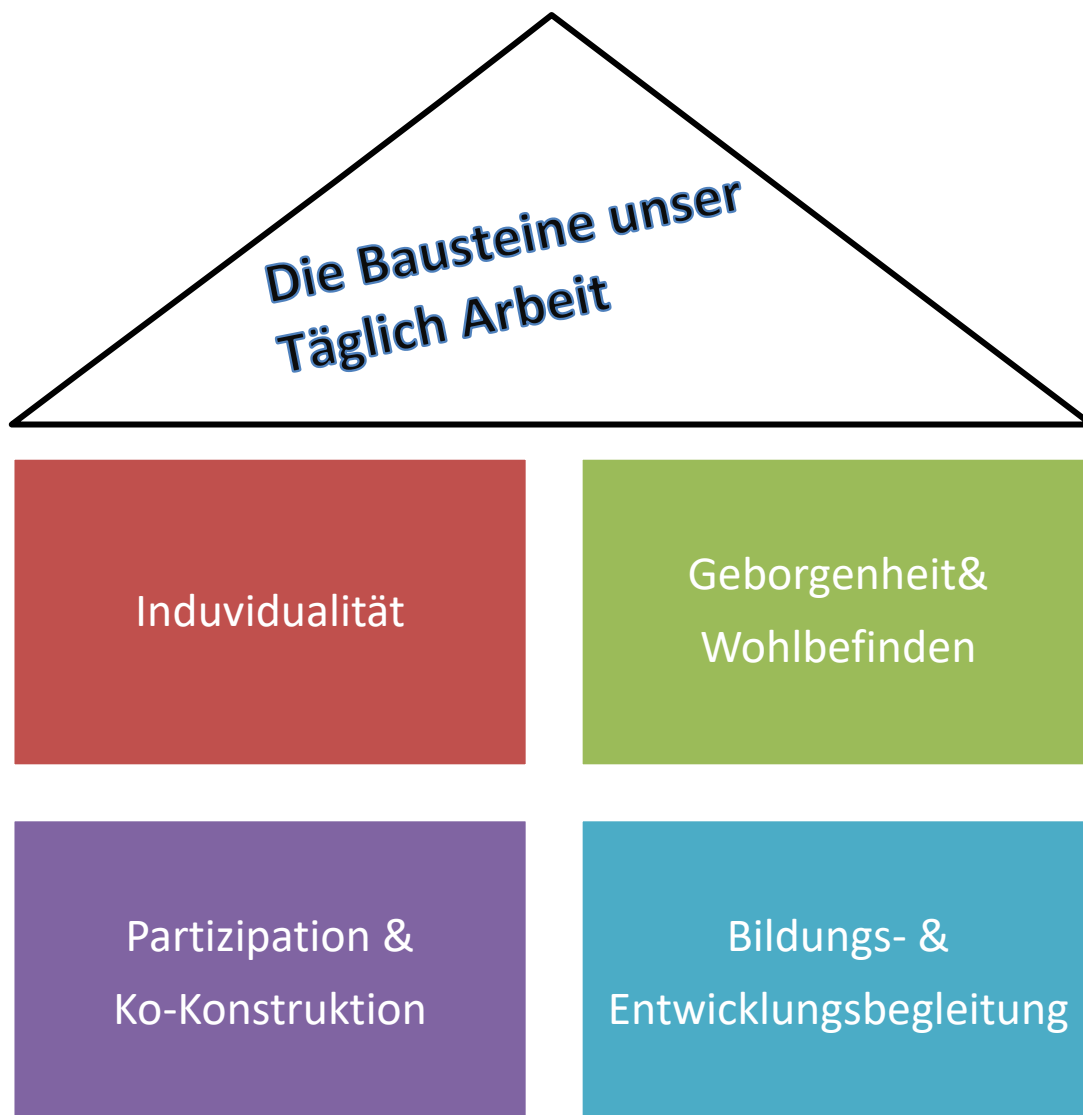 Die Bausteine unser
Täglich Arbeit
Induvidualität
Geborgenheit&
Wohlbefinden
Partizipation &
Ko-Konstruktion
Bildungs- &
Entwicklungsbegleitung